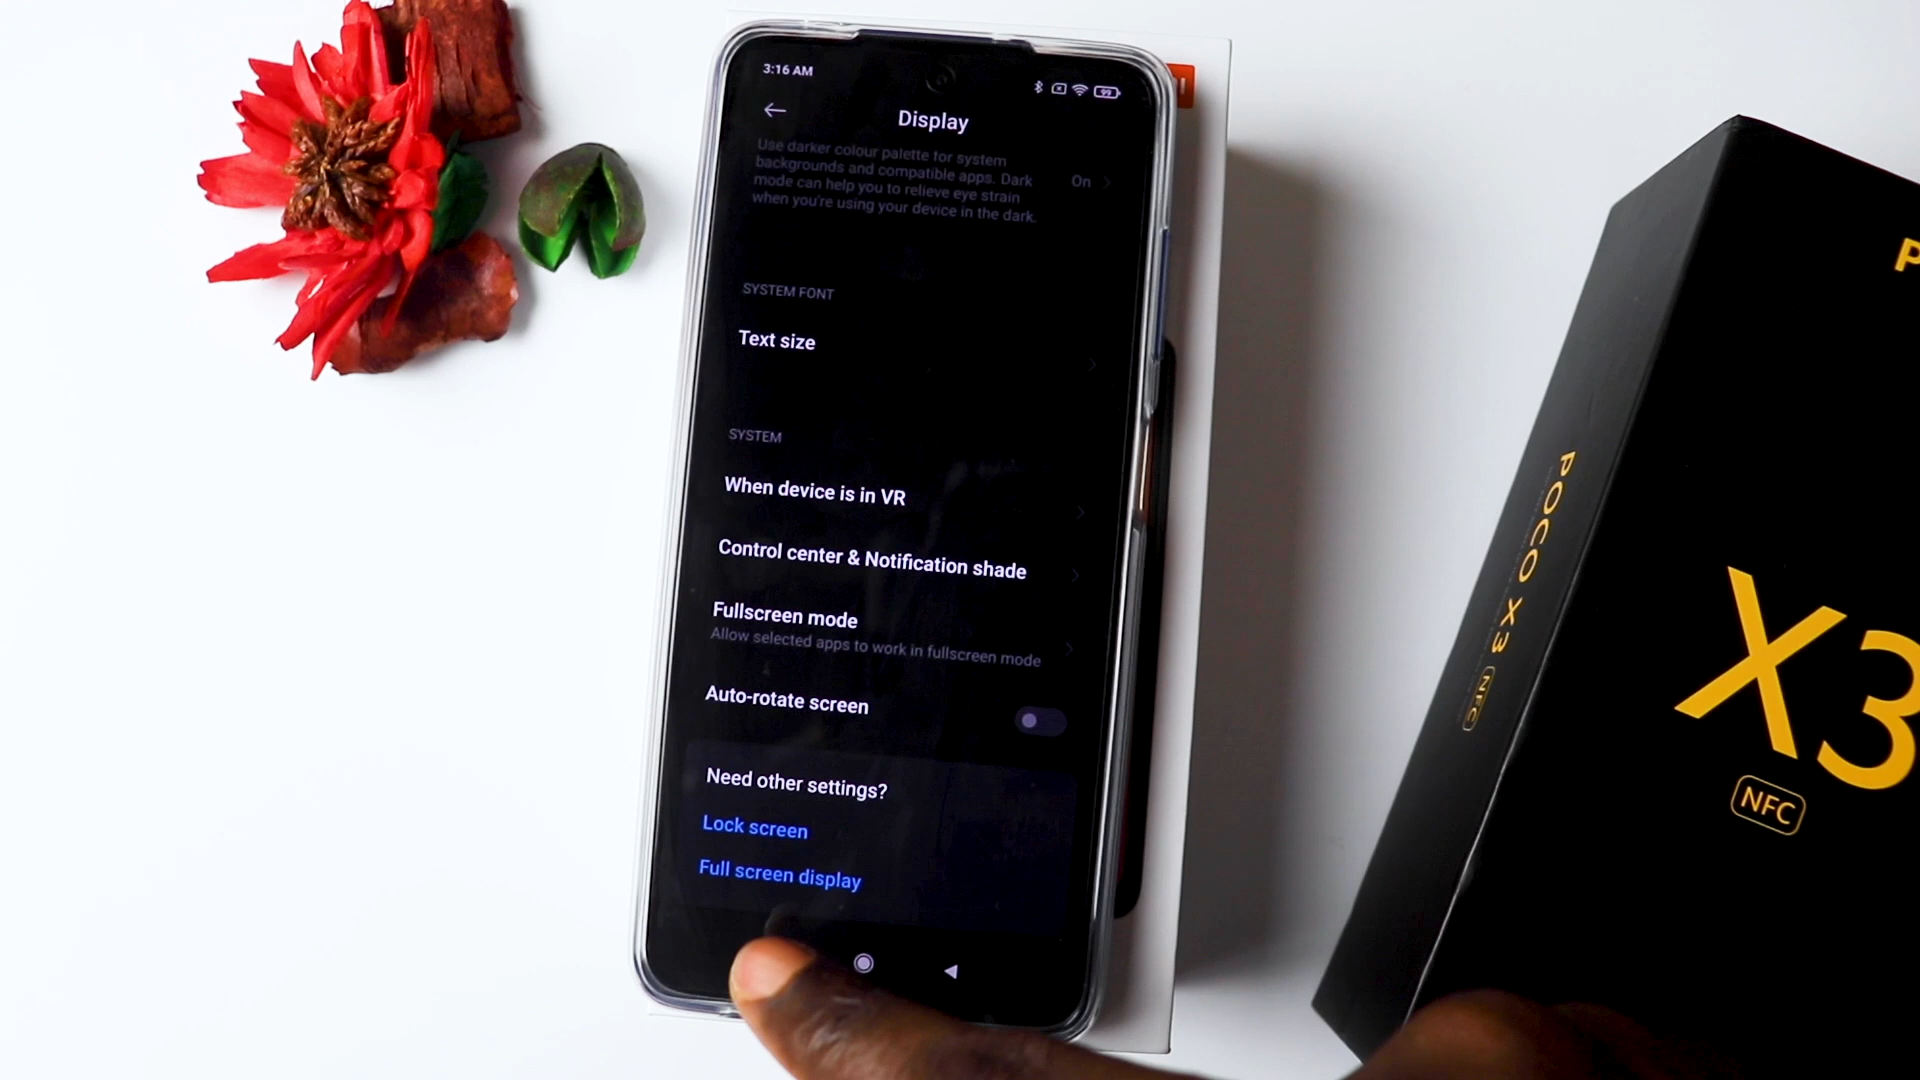 3:16 AM
99
Display
Use darker colour palette for system
backgrounds and compatible apps. Dark
mode can help you to relieve eye strain
when you're using your device in the dark.
On
SYSTEM FONT
Text size
SYSTEM
When device is in VR
Control center & Notification shade
Fullscreen mode
Allow selected apps to work in fullscreen mode
Auto-rotate screen
Need other settings?
Lock screen
Full screen display
POCO X3 NFC
X3
NFC